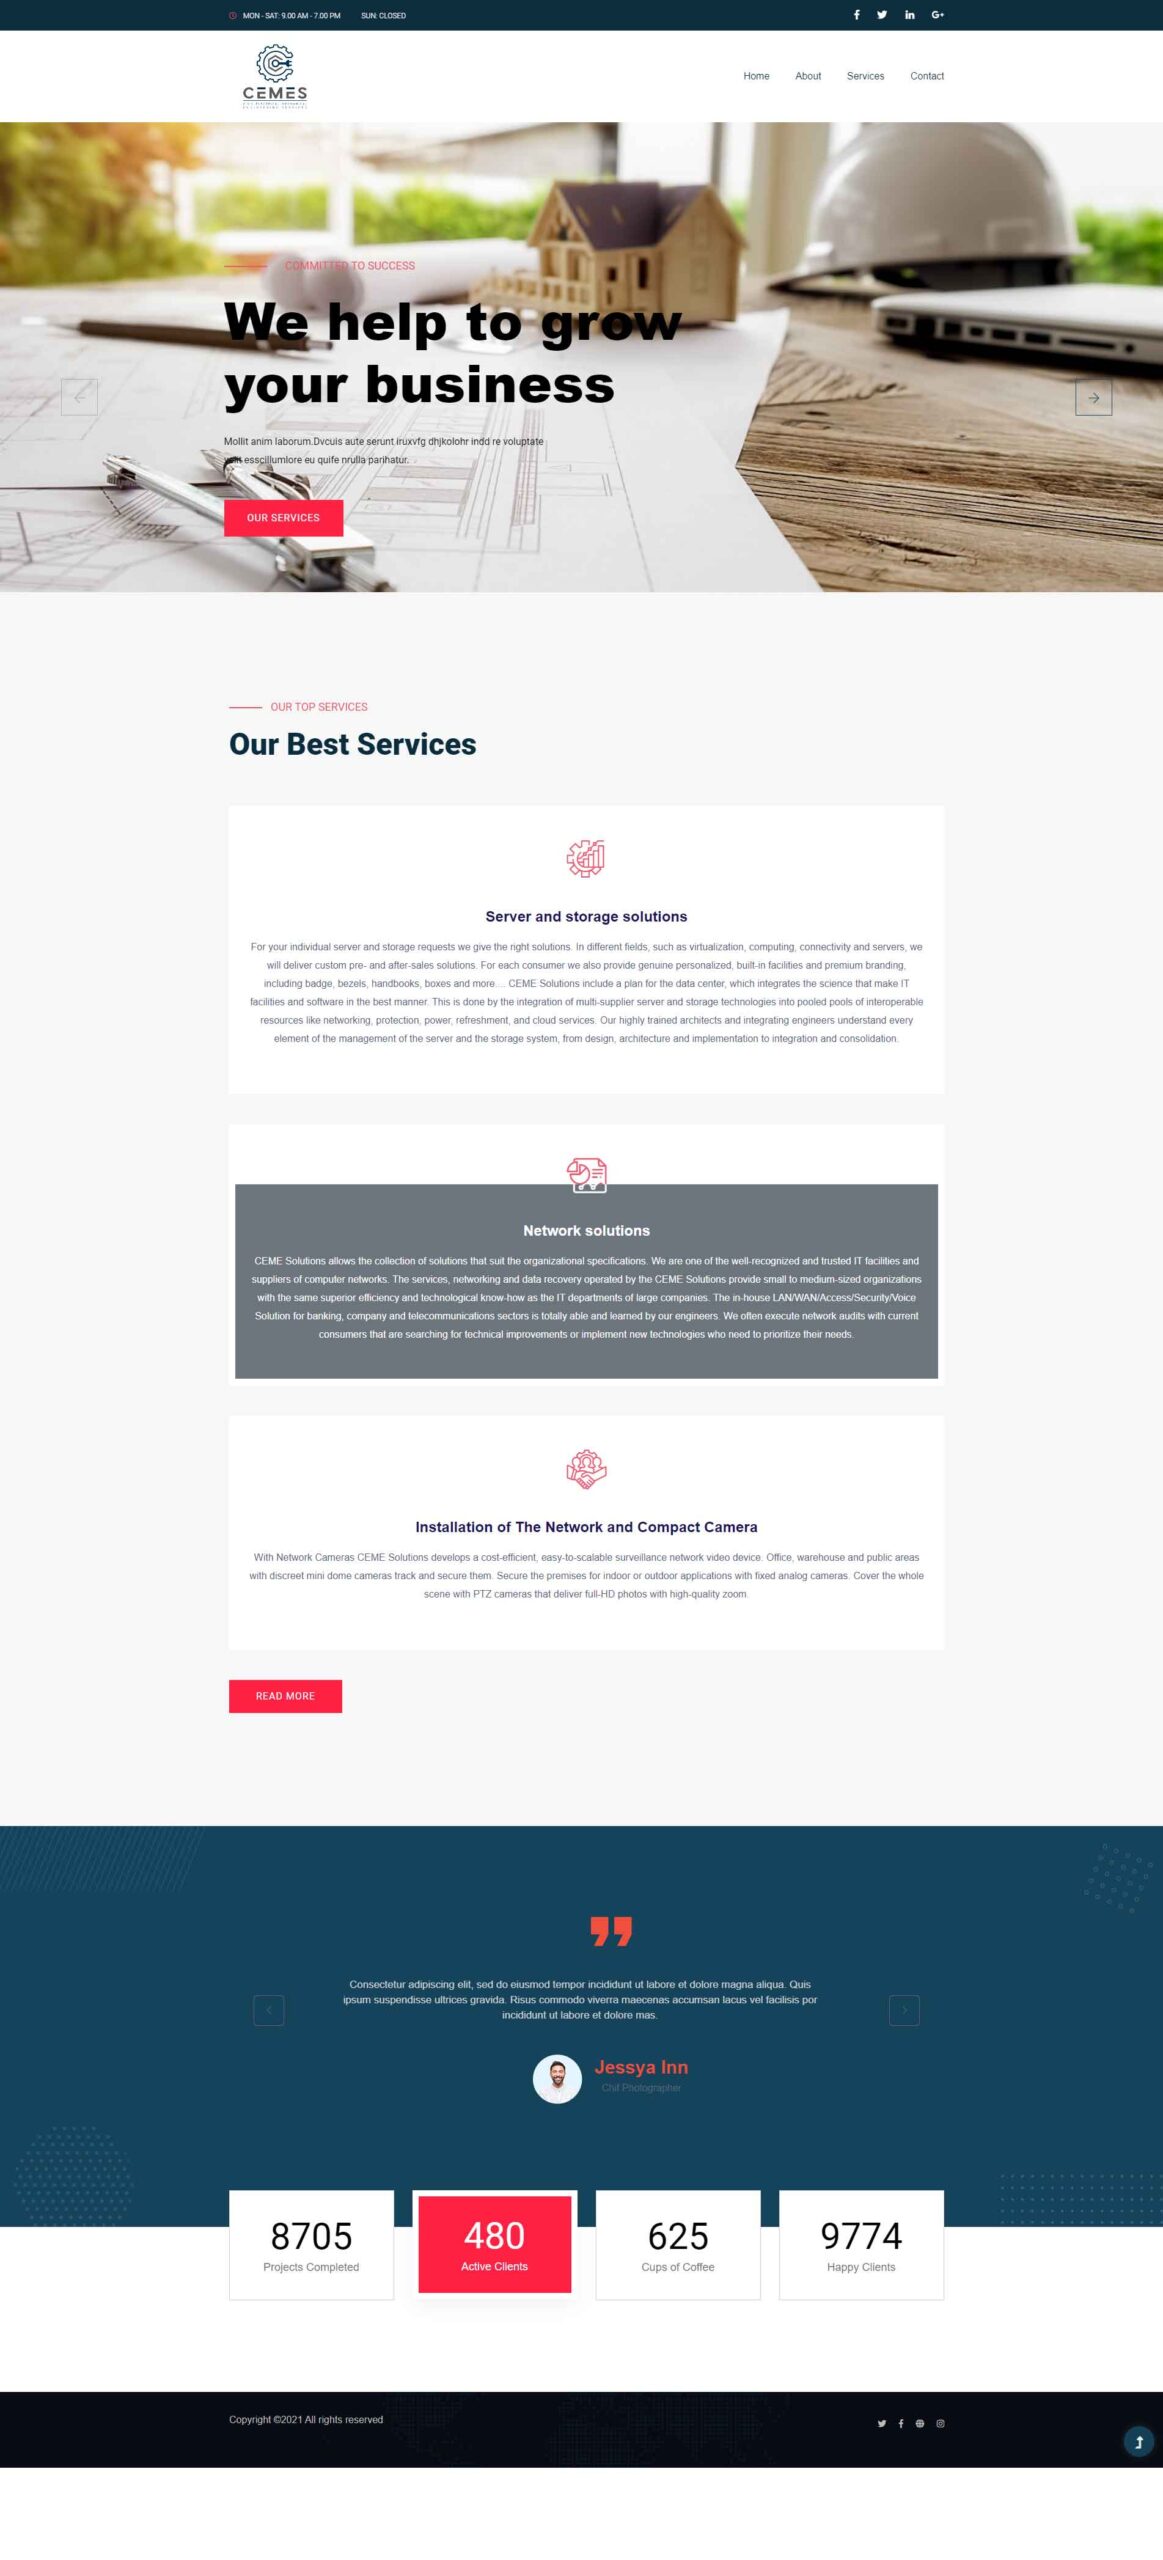 MON - SAT: 9.00 AM - 7.00 PM SUN: CLOSED
CEMES
Home About Services Contact
COMMITTED TO SUCCESS
We help to grow
your business
Mollit anim laborum.Dvcuis aute serunt iruxvfg dhjkolohr indd re voluptate
velit esscillumlore eu quife nrulla parihatur.
OUR SERVICES
OUR TOP SERVICES
Our Best Services
Server and storage solutions
For your individual server and storage requests we give the right solutions. In different fields, such as virtualization, computing, connectivity and servers, we
will deliver custom pre- and after-sales solutions. For each consumer we also provide genuine personalized, built-in facilities and premium branding,
including badge, bezels, handbooks, boxes and more.... CEME Solutions include a plan for the data center, which integrates the science that make IT
facilities and software in the best manner. This is done by the integration of multi-supplier server and storage technologies into pooled pools of interoperable
resources like networking, protection, power, refreshment, and cloud services. Our highly trained architects and integrating engineers understand every
element of the management of the server and the storage system, from design, architecture and implementation to integration and consolidation.
Network solutions
CEME Solutions allows the collection of solutions that suit the organizational specifications. We are one of the well-recognized and trusted IT facilities and
suppliers of computer networks. The services, networking and data recovery operated by the CEME Solutions provide small to medium-sized organizations
with the same superior efficiency and technological know-how as the IT departments of large companies. The in-house LAN/WAN/Access/Security/Voice
Solution for banking, company and telecommunications sectors is totally able and learned by our engineers. We often execute network audits with current
consumers that are searching for technical improvements or implement new technologies who need to prioritize their needs.
Installation of The Network and Compact Camera
With Network Cameras CEME Solutions develops a cost-efficient, easy-to-scalable surveillance network video device. Office, warehouse and public areas
with discreet mini dome cameras track and secure them. Secure the premises for indoor or outdoor applications with fixed analog cameras. Cover the whole
scene with PTZ cameras that deliver full-HD photos with high-quality zoom.
READ MORE
Consectetur adipiscing elit, sed do eiusmod tempor incididunt ut labore et dolore magna aliqua. Quis
ipsum suspendisse ultrices gravida. Risus commodo viverra maecenas accumsan lacus vel facilisis por
incididunt ut labore et dolore mas.
Jessya Inn
Chif Photographer
8705 480 625 9774
Projects Completed Active Clients Cups of Coffee Happy Clients
Copyright ©2021 All rights reserved